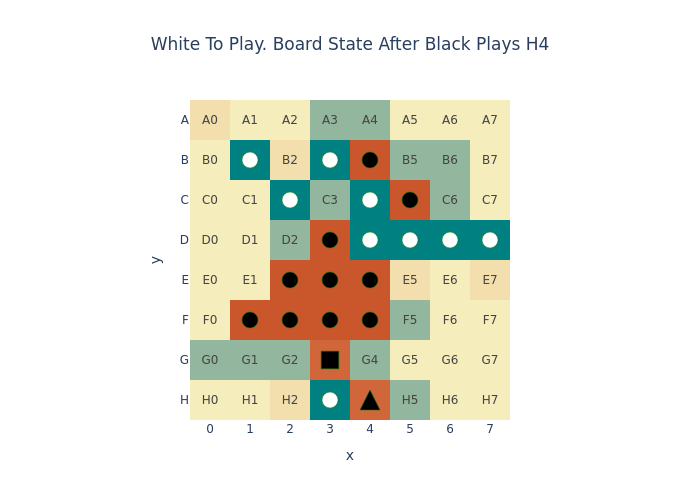 White To Play. Board State After Black Plays H4
A A0 A1 A2 A3 A4 A5 A6 A7
B B0 B2 B5 B6 B7
C C0 C1 C3 C6 C7
D D0 D1 D2
E E0 E1 E5 E6 E7
F F0 F5 F6 F7
G G0 G1 G2 G4 G5 G6 G7
H H0 H1 H2 H5 H6 H7
0 1 2 3 4 5 6 7
x
y